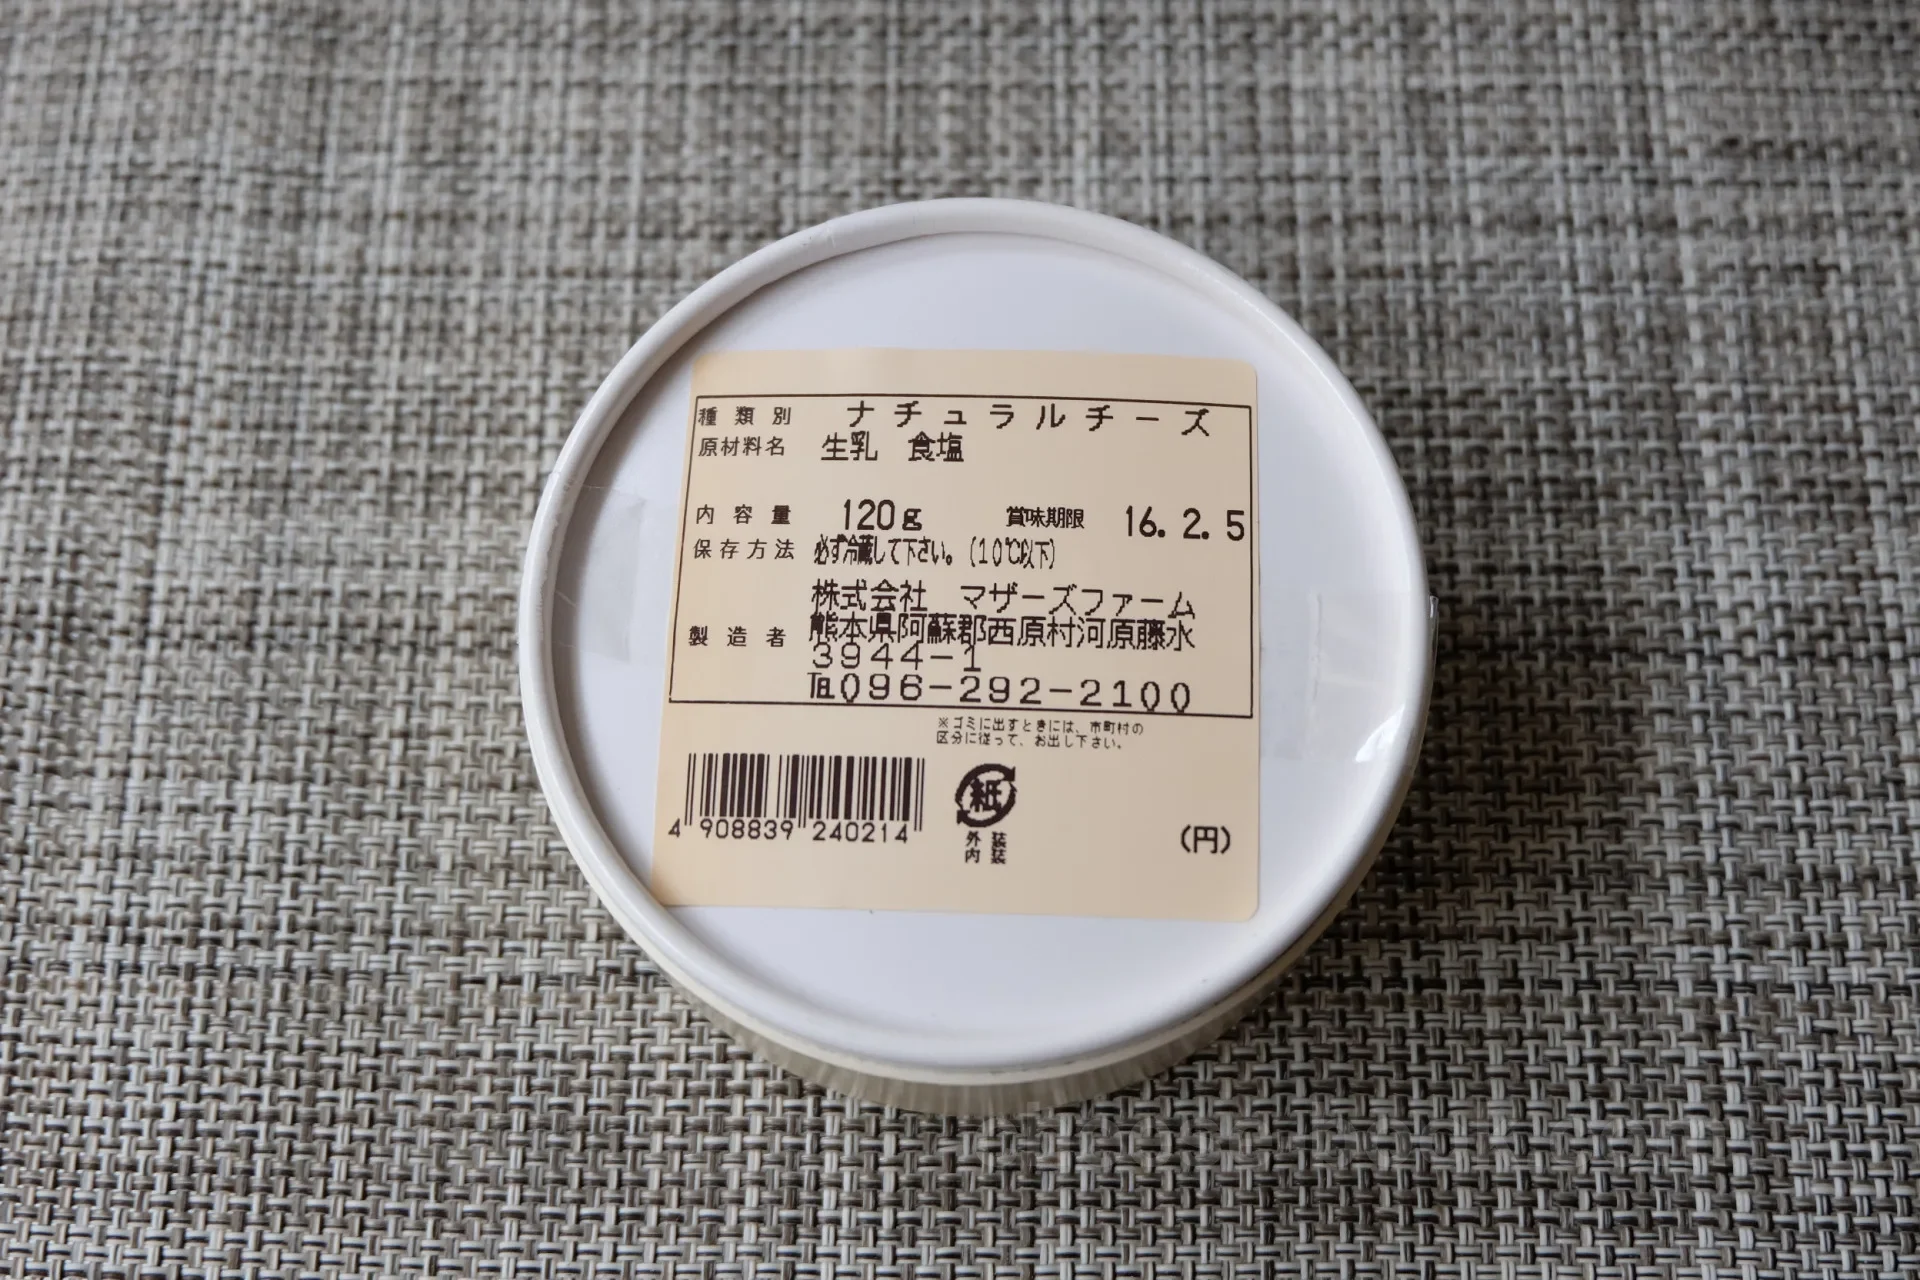 種類別 ナチュラルチーズ
原材料名 生乳 食塩
内容量 120g 賞味期限 16.2.5
保存方法 必ず冷蔵して下さい。(10℃以下)
株式会社 マザーズファーム
製造者 熊本県阿蘇郡西原村河原藤水
3944-1
℡096-292-2100
※ゴミに出すときには、市町村の
区分に従って、お出し下さい。
紙
4 908839 240214
外装
内装
(円)